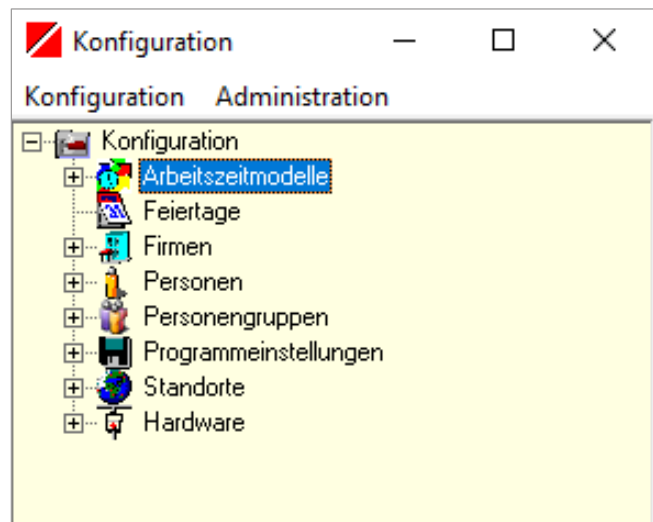 Konfiguration
Konfiguration Administration
Konfiguration
Arbeitszeitmodelle
Feiertage
Firmen
Personen
Personengruppen
Programmeinstellungen
Standorte
Hardware